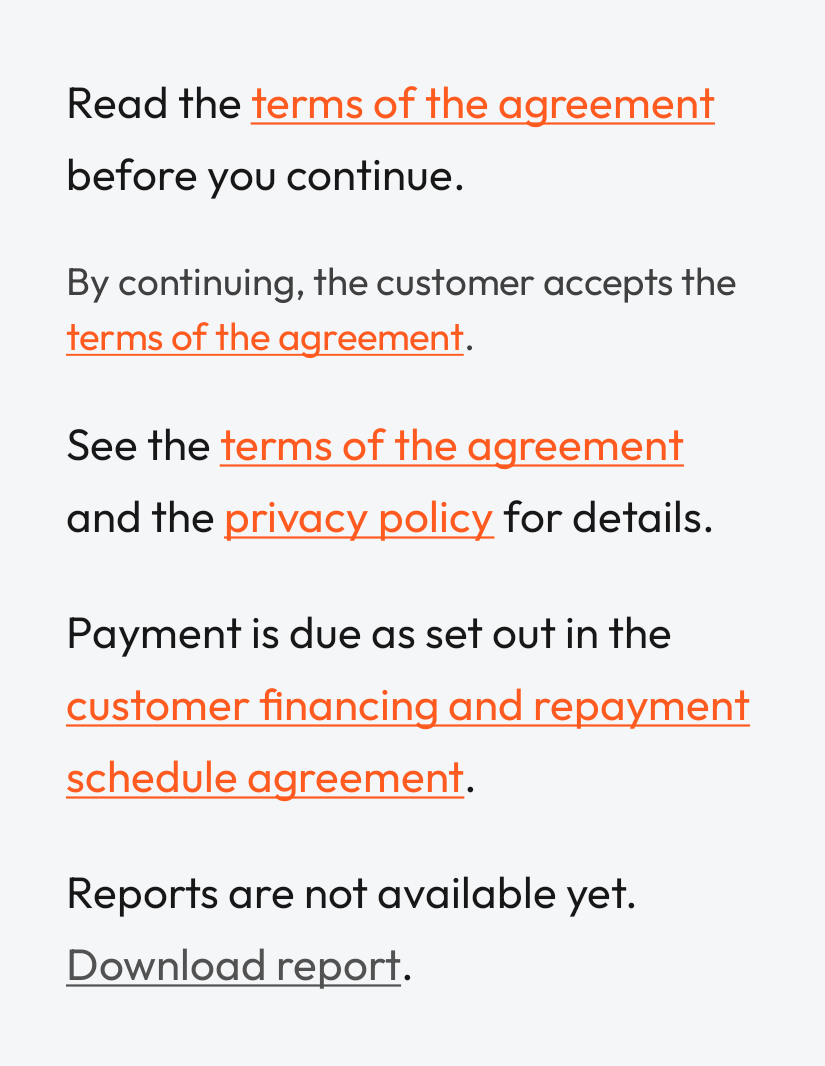 Read the terms of the agreement
before you continue.
By continuing, the customer accepts the
terms of the agreement.
See the terms of the agreement
and the privacy policy for details.
Payment is due as set out in the
customer financing and repayment
schedule agreement.
Reports are not available yet.
Download report.